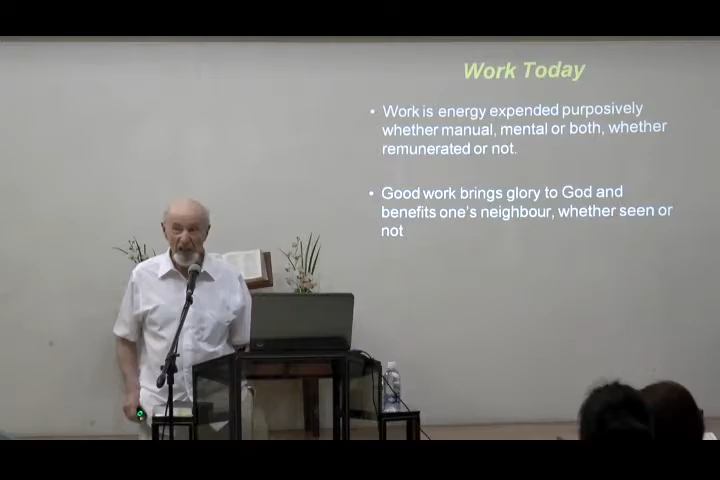 Work Today
• Work is energy expended purposively
whether manual, mental or both, whether
remunerated or not.
• Good work brings glory to God and
benefits one's neighbour, whether seen or
not